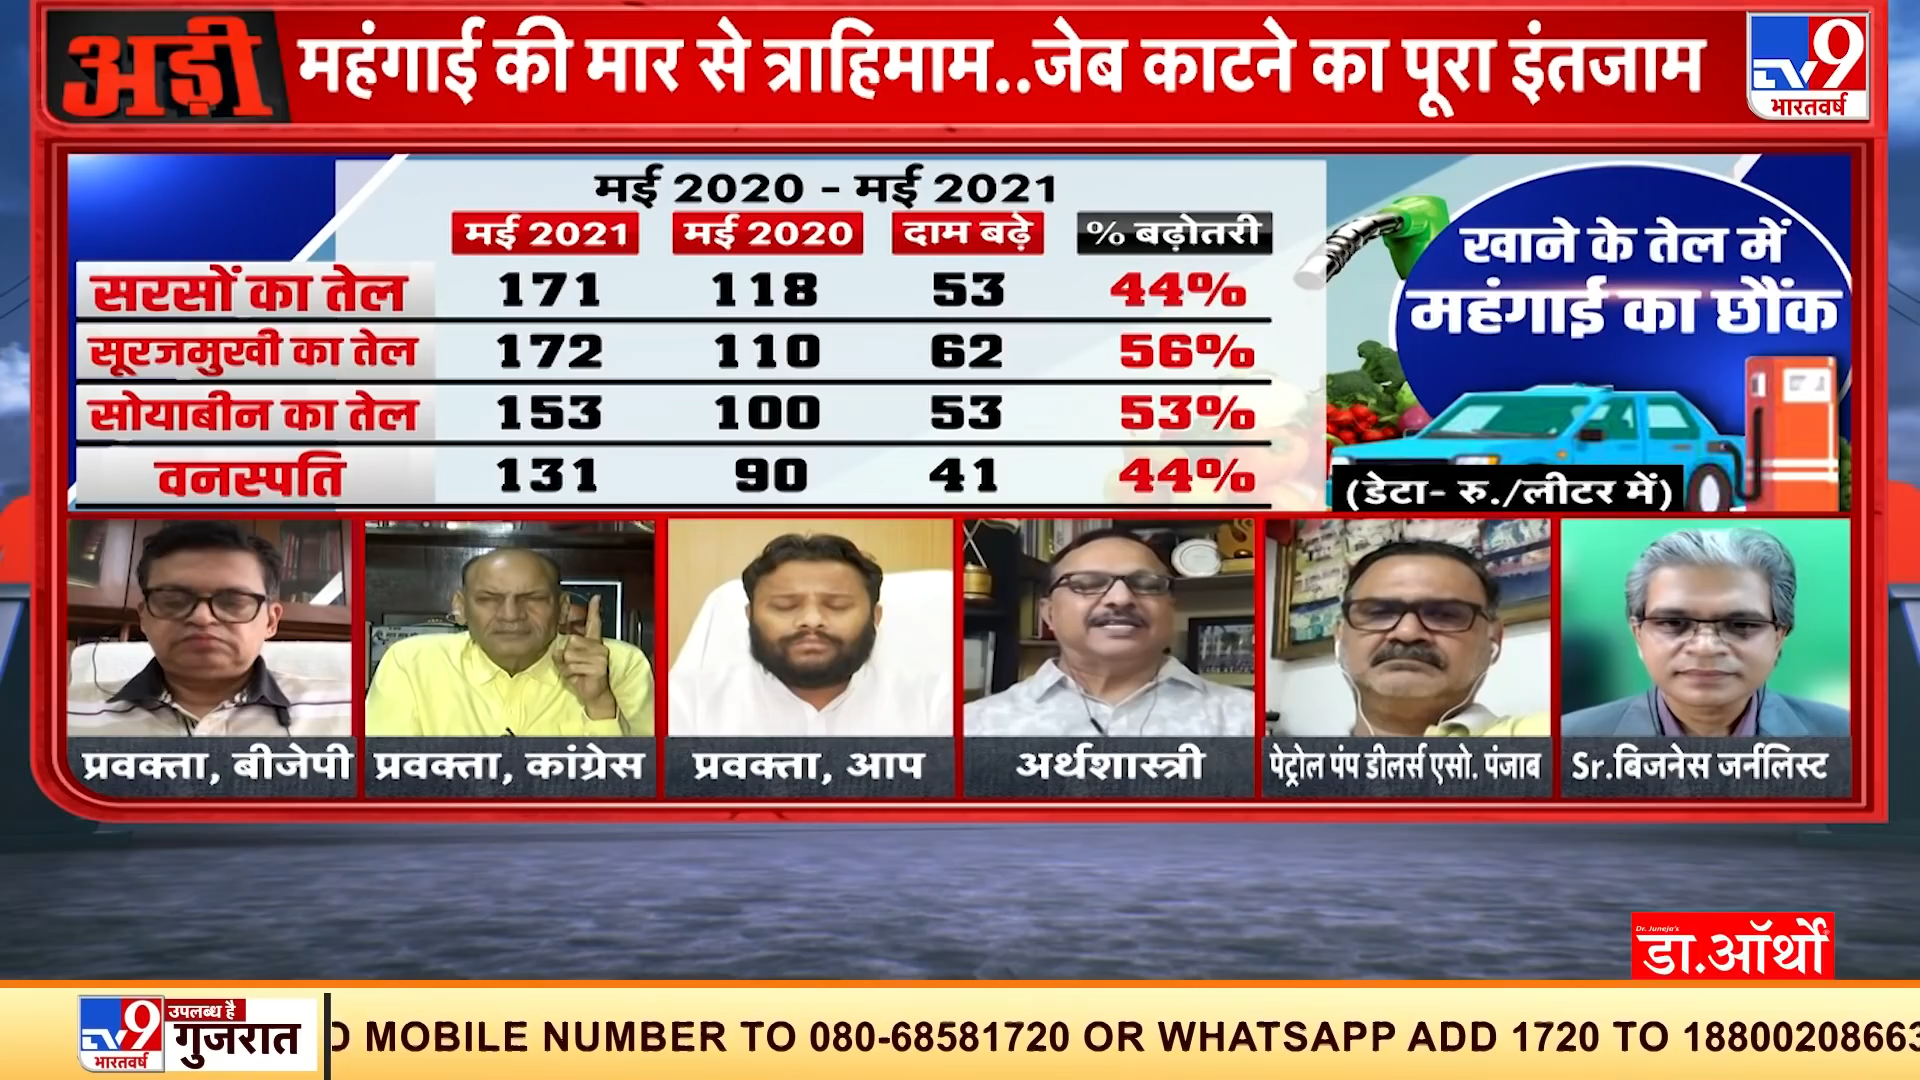 अड़ी
महंगाई की मार से त्राहिमाम..जेब काटने का पूरा इंतजाम
TV9
भारतवर्ष
मई 2020 - मई 2021
मई 2021 मई 2020 दाम बढ़े % बढ़ोतरी
सरसों का तेल 171 118 53 44%
सूरजमुखी का तेल 172 110 62 56%
सोयाबीन का तेल 153 100 53 53%
वनस्पति 131 90 41 44%
खाने के तेल में
महंगाई का छौंक
(डेटा- रु./लीटर में)
प्रवक्ता, बीजेपी
प्रवक्ता, कांग्रेस
प्रवक्ता, आप
अर्थशास्त्री
पेट्रोल पंप डीलर्स एसो. पंजाब
Sr.बिजनेस जर्नलिस्ट
Dr. Juneja's
डा.ऑर्थो
TV9
भारतवर्ष
उपलब्ध है
गुजरात
MOBILE NUMBER TO 080-68581720 OR WHATSAPP ADD 1720 TO 18800208663